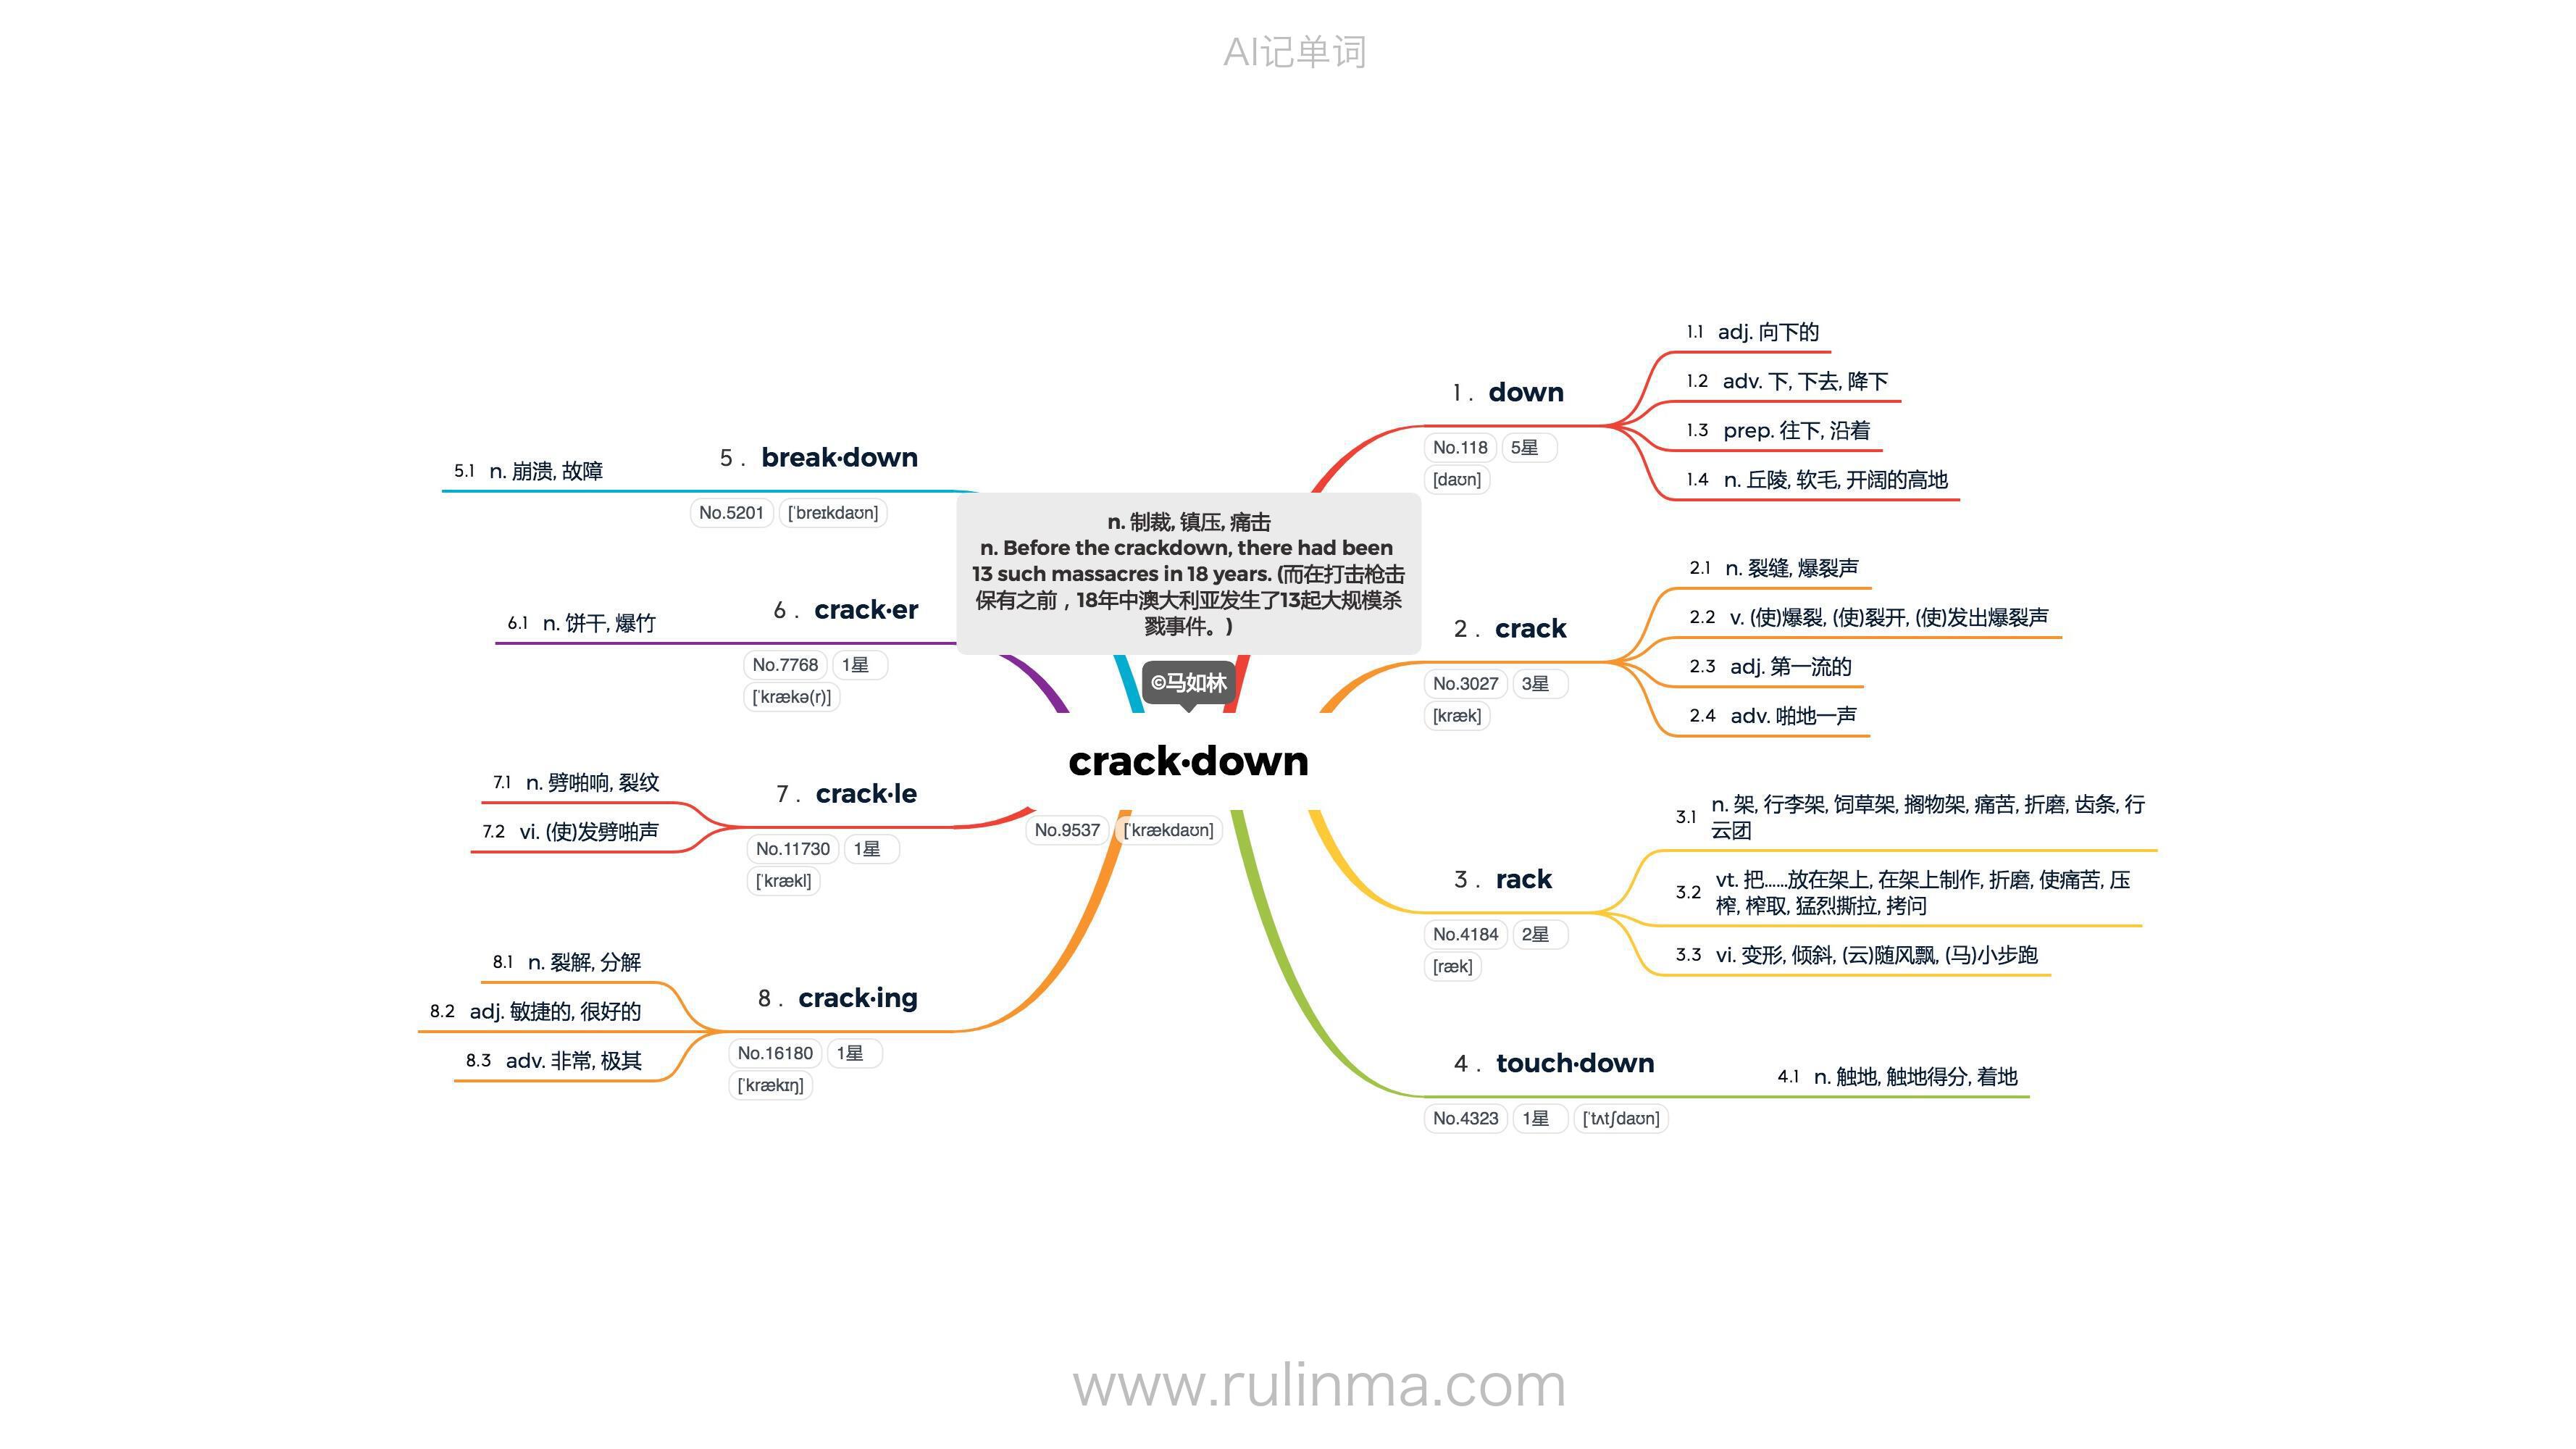 AI记单词
n. 制裁, 镇压, 痛击
n. Before the crackdown, there had been
13 such massacres in 18 years. (而在打击枪击
保有之前，18年中澳大利亚发生了13起大规模杀
戮事件。)
©马如林
crack·down
No.9537 [ˈkrækdaʊn]
1. down
No.118 5星
[daʊn]
1.1 adj. 向下的
1.2 adv. 下, 下去, 降下
1.3 prep. 往下, 沿着
1.4 n. 丘陵, 软毛, 开阔的高地
2. crack
No.3027 3星
[kræk]
2.1 n. 裂缝, 爆裂声
2.2 v. (使)爆裂, (使)裂开, (使)发出爆裂声
2.3 adj. 第一流的
2.4 adv. 啪地一声
3. rack
No.4184 2星
[ræk]
3.1 n. 架, 行李架, 饲草架, 搁物架, 痛苦, 折磨, 齿条, 行
云团
3.2 vt. 把……放在架上, 在架上制作, 折磨, 使痛苦, 压
榨, 榨取, 猛烈撕拉, 拷问
3.3 vi. 变形, 倾斜, (云)随风飘, (马)小步跑
4. touch·down
No.4323 1星 [ˈtʌtʃdaʊn]
4.1 n. 触地, 触地得分, 着地
5. break·down
No.5201 [ˈbreɪkdaʊn]
5.1 n. 崩溃, 故障
6. crack·er
No.7768 1星
[ˈkrækə(r)]
6.1 n. 饼干, 爆竹
7. crack·le
No.11730 1星
[ˈkrækl]
7.1 n. 劈啪响, 裂纹
7.2 vi. (使)发劈啪声
8. crack·ing
No.16180 1星
[ˈkrækɪŋ]
8.1 n. 裂解, 分解
8.2 adj. 敏捷的, 很好的
8.3 adv. 非常, 极其
www.rulinma.com